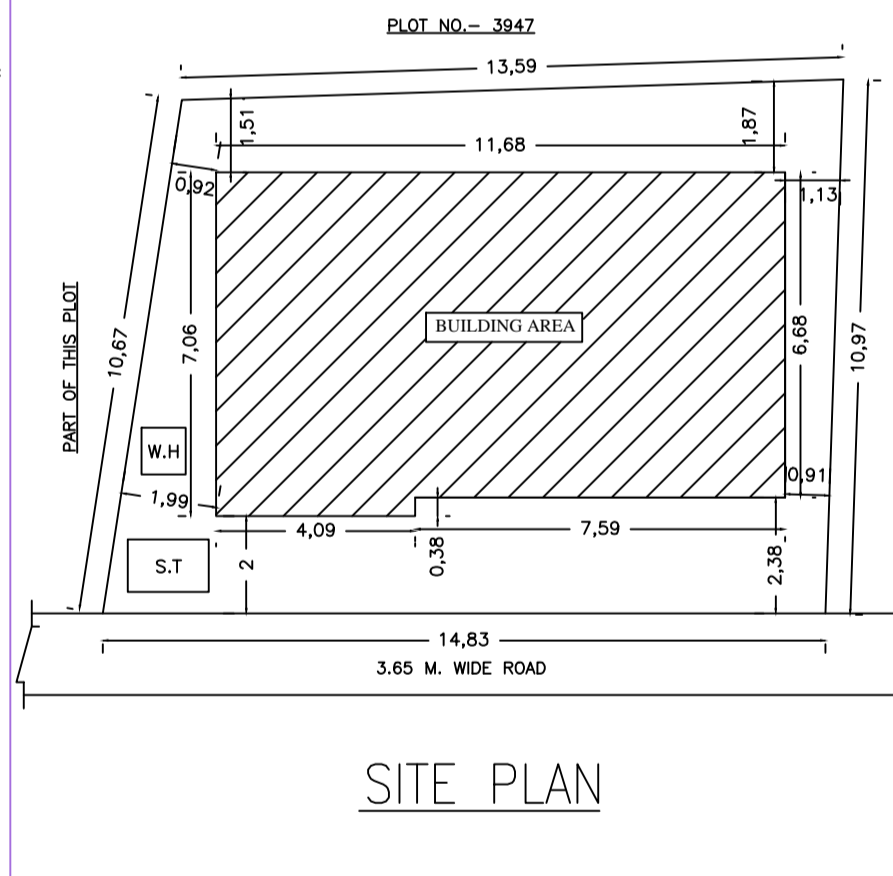 PLOT NO.- 3947
13,59
1,51
1,87
11,68
0,92
1,13
PART OF THIS PLOT
10,67
7,06
BUILDING AREA
6,68
10,97
W.H
1,99
0,91
4,09
7,59
S.T
2
0,38
2,38
14,83
3.65 M. WIDE ROAD
SITE PLAN